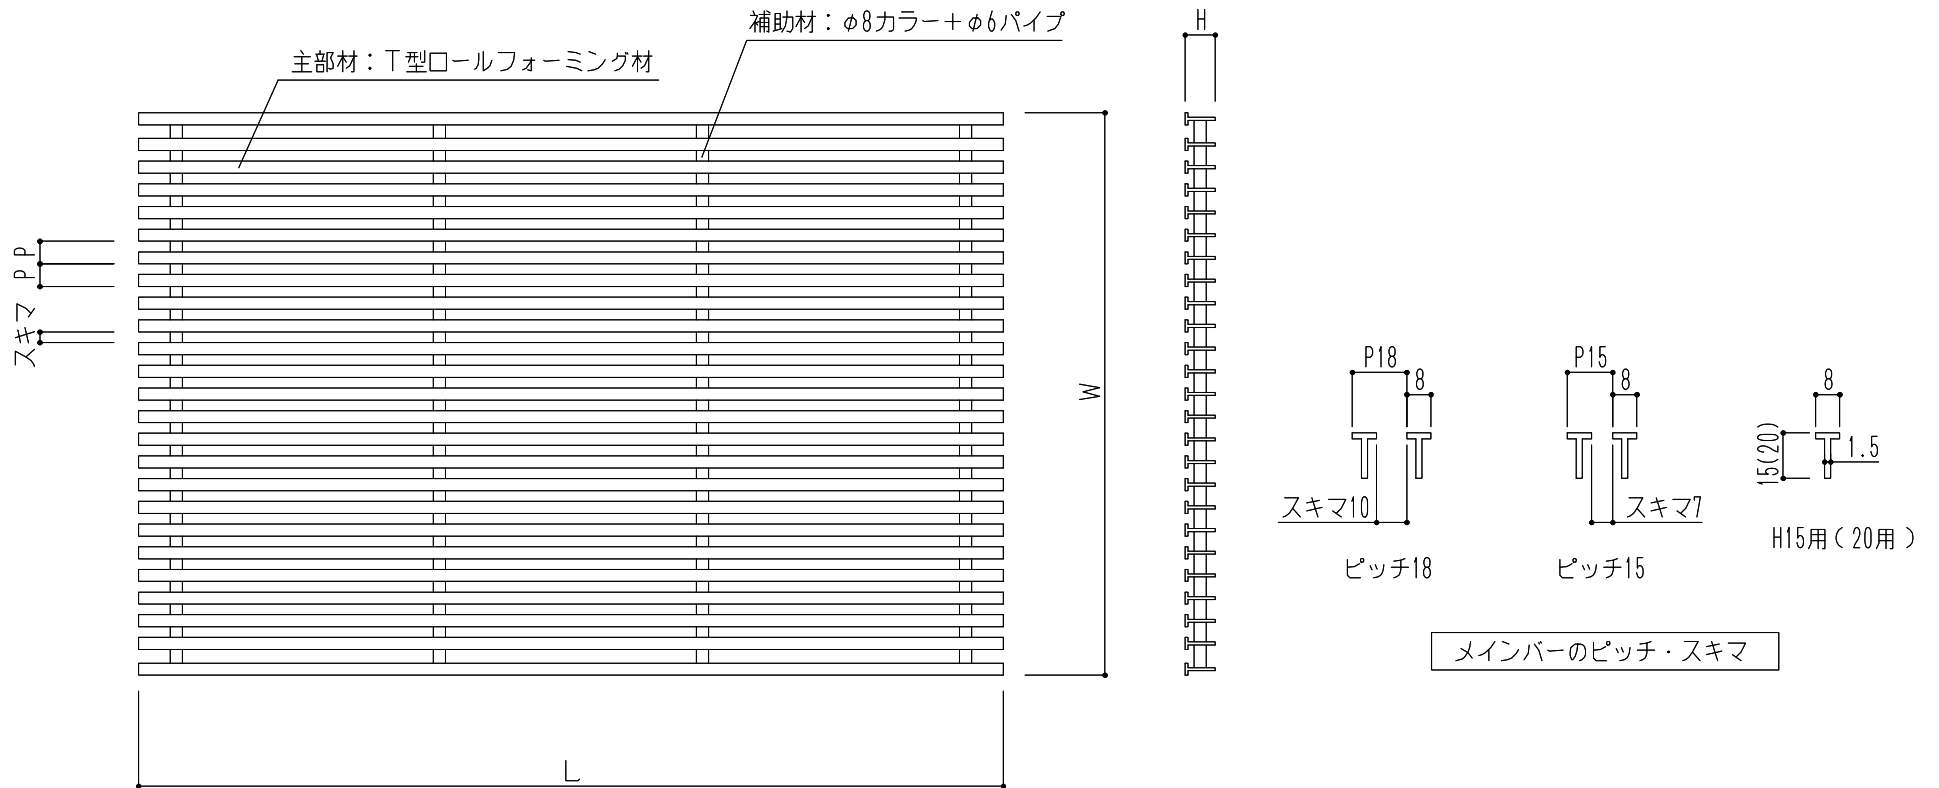 補助材：φ8カラー＋φ6パイプ
主部材：T型ロールフォーミング材
H
P
P
スキマ
W
L
P18
8
スキマ10
ピッチ18
P15
8
スキマ7
ピッチ15
8
15(20)
1.5
H15用(20用)
メインバーのピッチ・スキマ